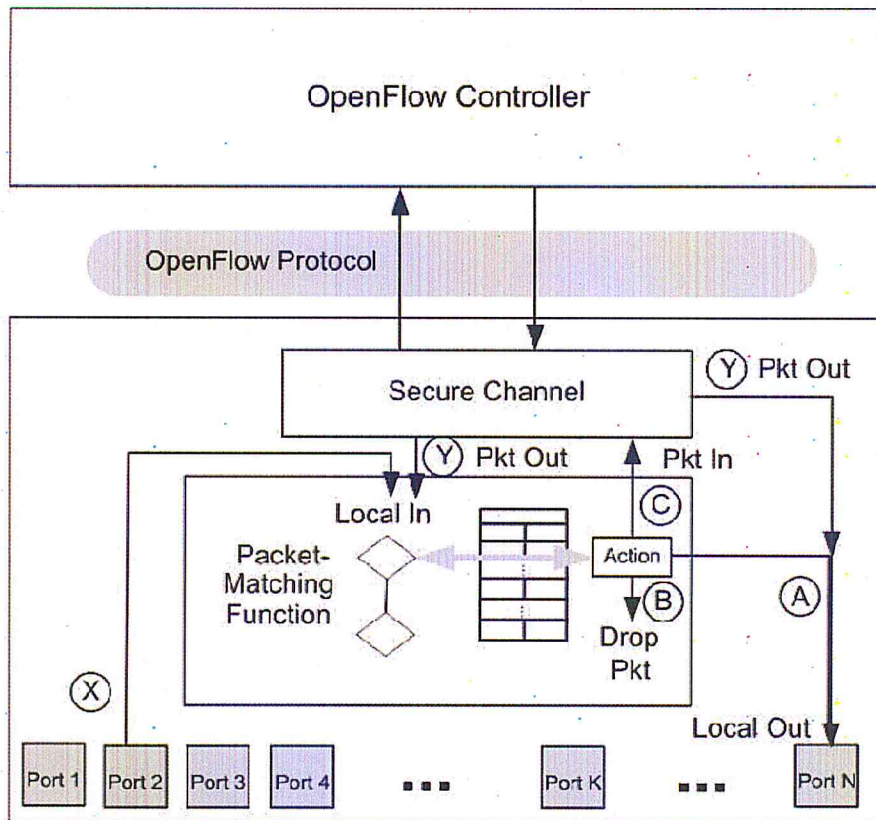 OpenFlow Controller
OpenFlow Protocol
Secure Channel
Y Pkt Out
Y Pkt Out
Pkt In
Local In
C
Packet-
Matching
Function
Action
B
A
Drop
Pkt
X
Local Out
Port 1
Port 2
Port 3
Port 4
...
Port K
...
Port N